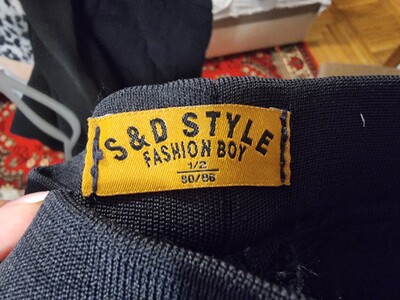 S&D STYLE
FASHION BOY
1/2
80/86